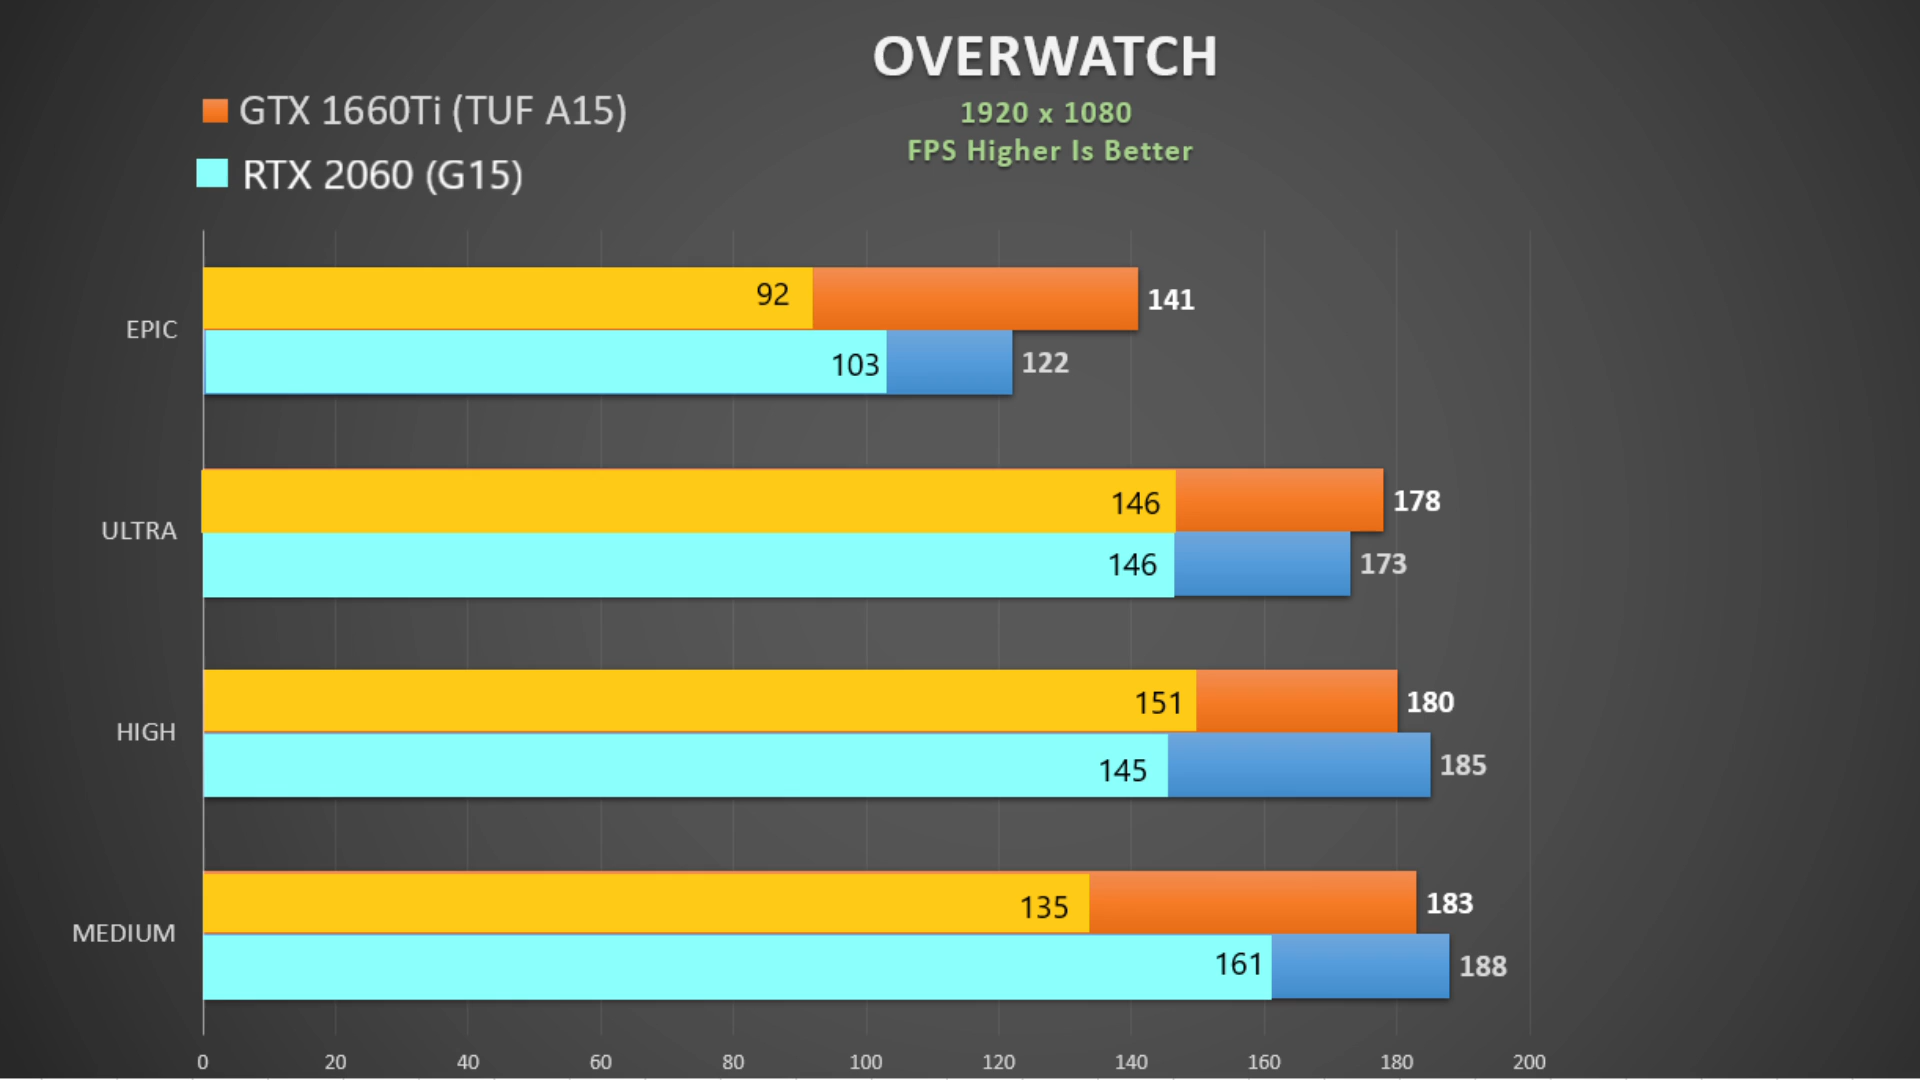 OVERWATCH
1920 x 1080
FPS Higher Is Better
GTX 1660Ti (TUF A15)
RTX 2060 (G15)
EPIC
92
141
103
122
ULTRA
146
178
146
173
HIGH
151
180
145
185
MEDIUM
135
183
161
188
0 20 40 60 80 100 120 140 160 180 200